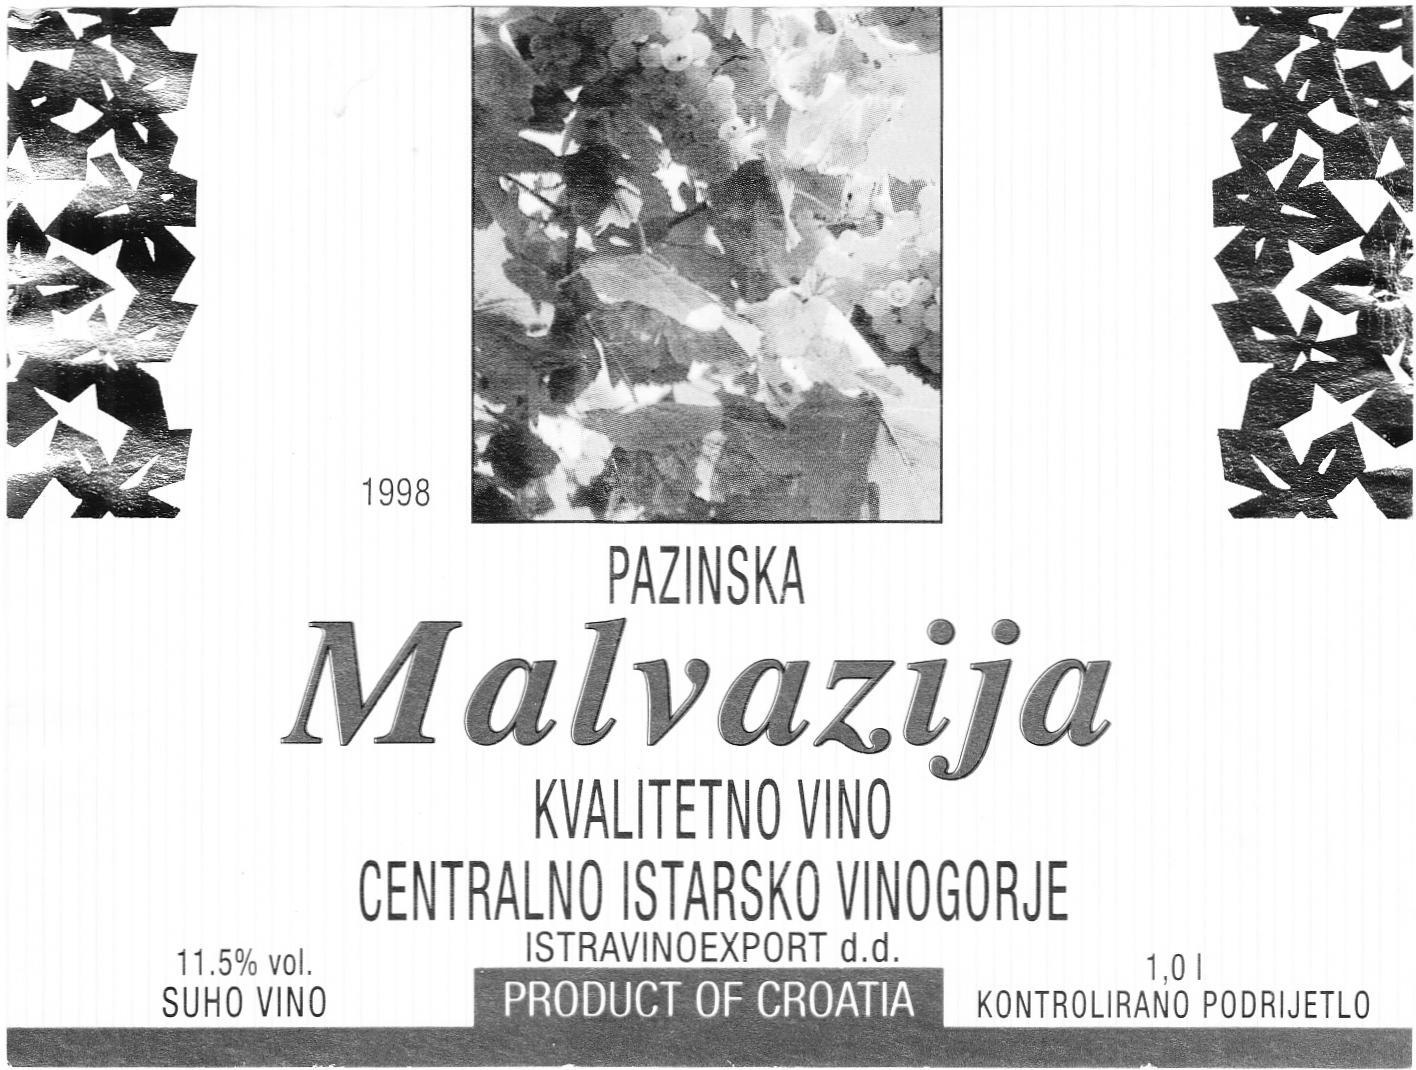 1998
PAZINSKA
Malvazija
KVALITETNO VINO
CENTRALNO ISTARSKO VINOGORJE
ISTRAVINOEXPORT d.d.
11.5% vol.
SUHO VINO
PRODUCT OF CROATIA
1,0 l
KONTROLIRANO PODRIJETLO